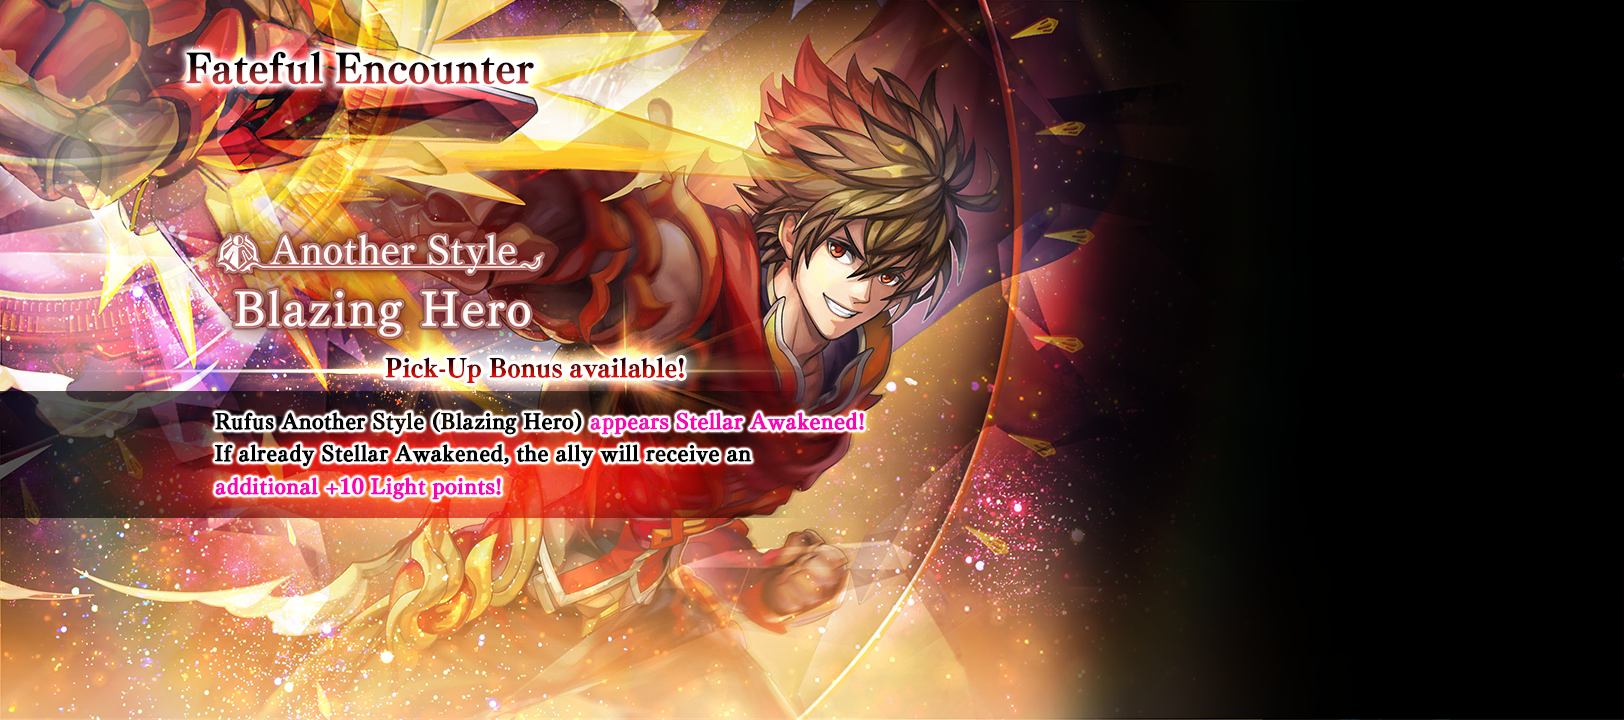 Fateful Encounter
Another Style
Blazing Hero
Pick-Up Bonus available!
Rufus Another Style (Blazing Hero) appears Stellar Awakened!
If already Stellar Awakened, the ally will receive an
additional +10 Light points!